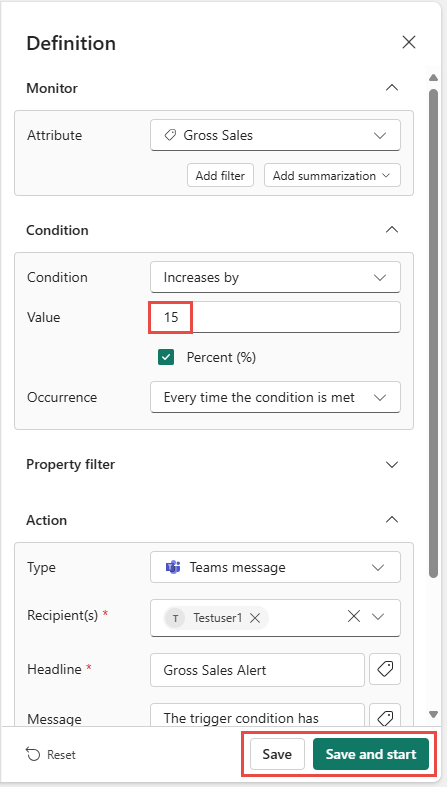 Definition
Monitor
Attribute Gross Sales
Add filter Add summarization
Condition
Condition Increases by
Value 15
Percent (%)
Occurrence Every time the condition is met
Property filter
Action
Type Teams message
Recipient(s) * T Testuser1
Headline * Gross Sales Alert
Message The trigger condition has
Reset Save Save and start